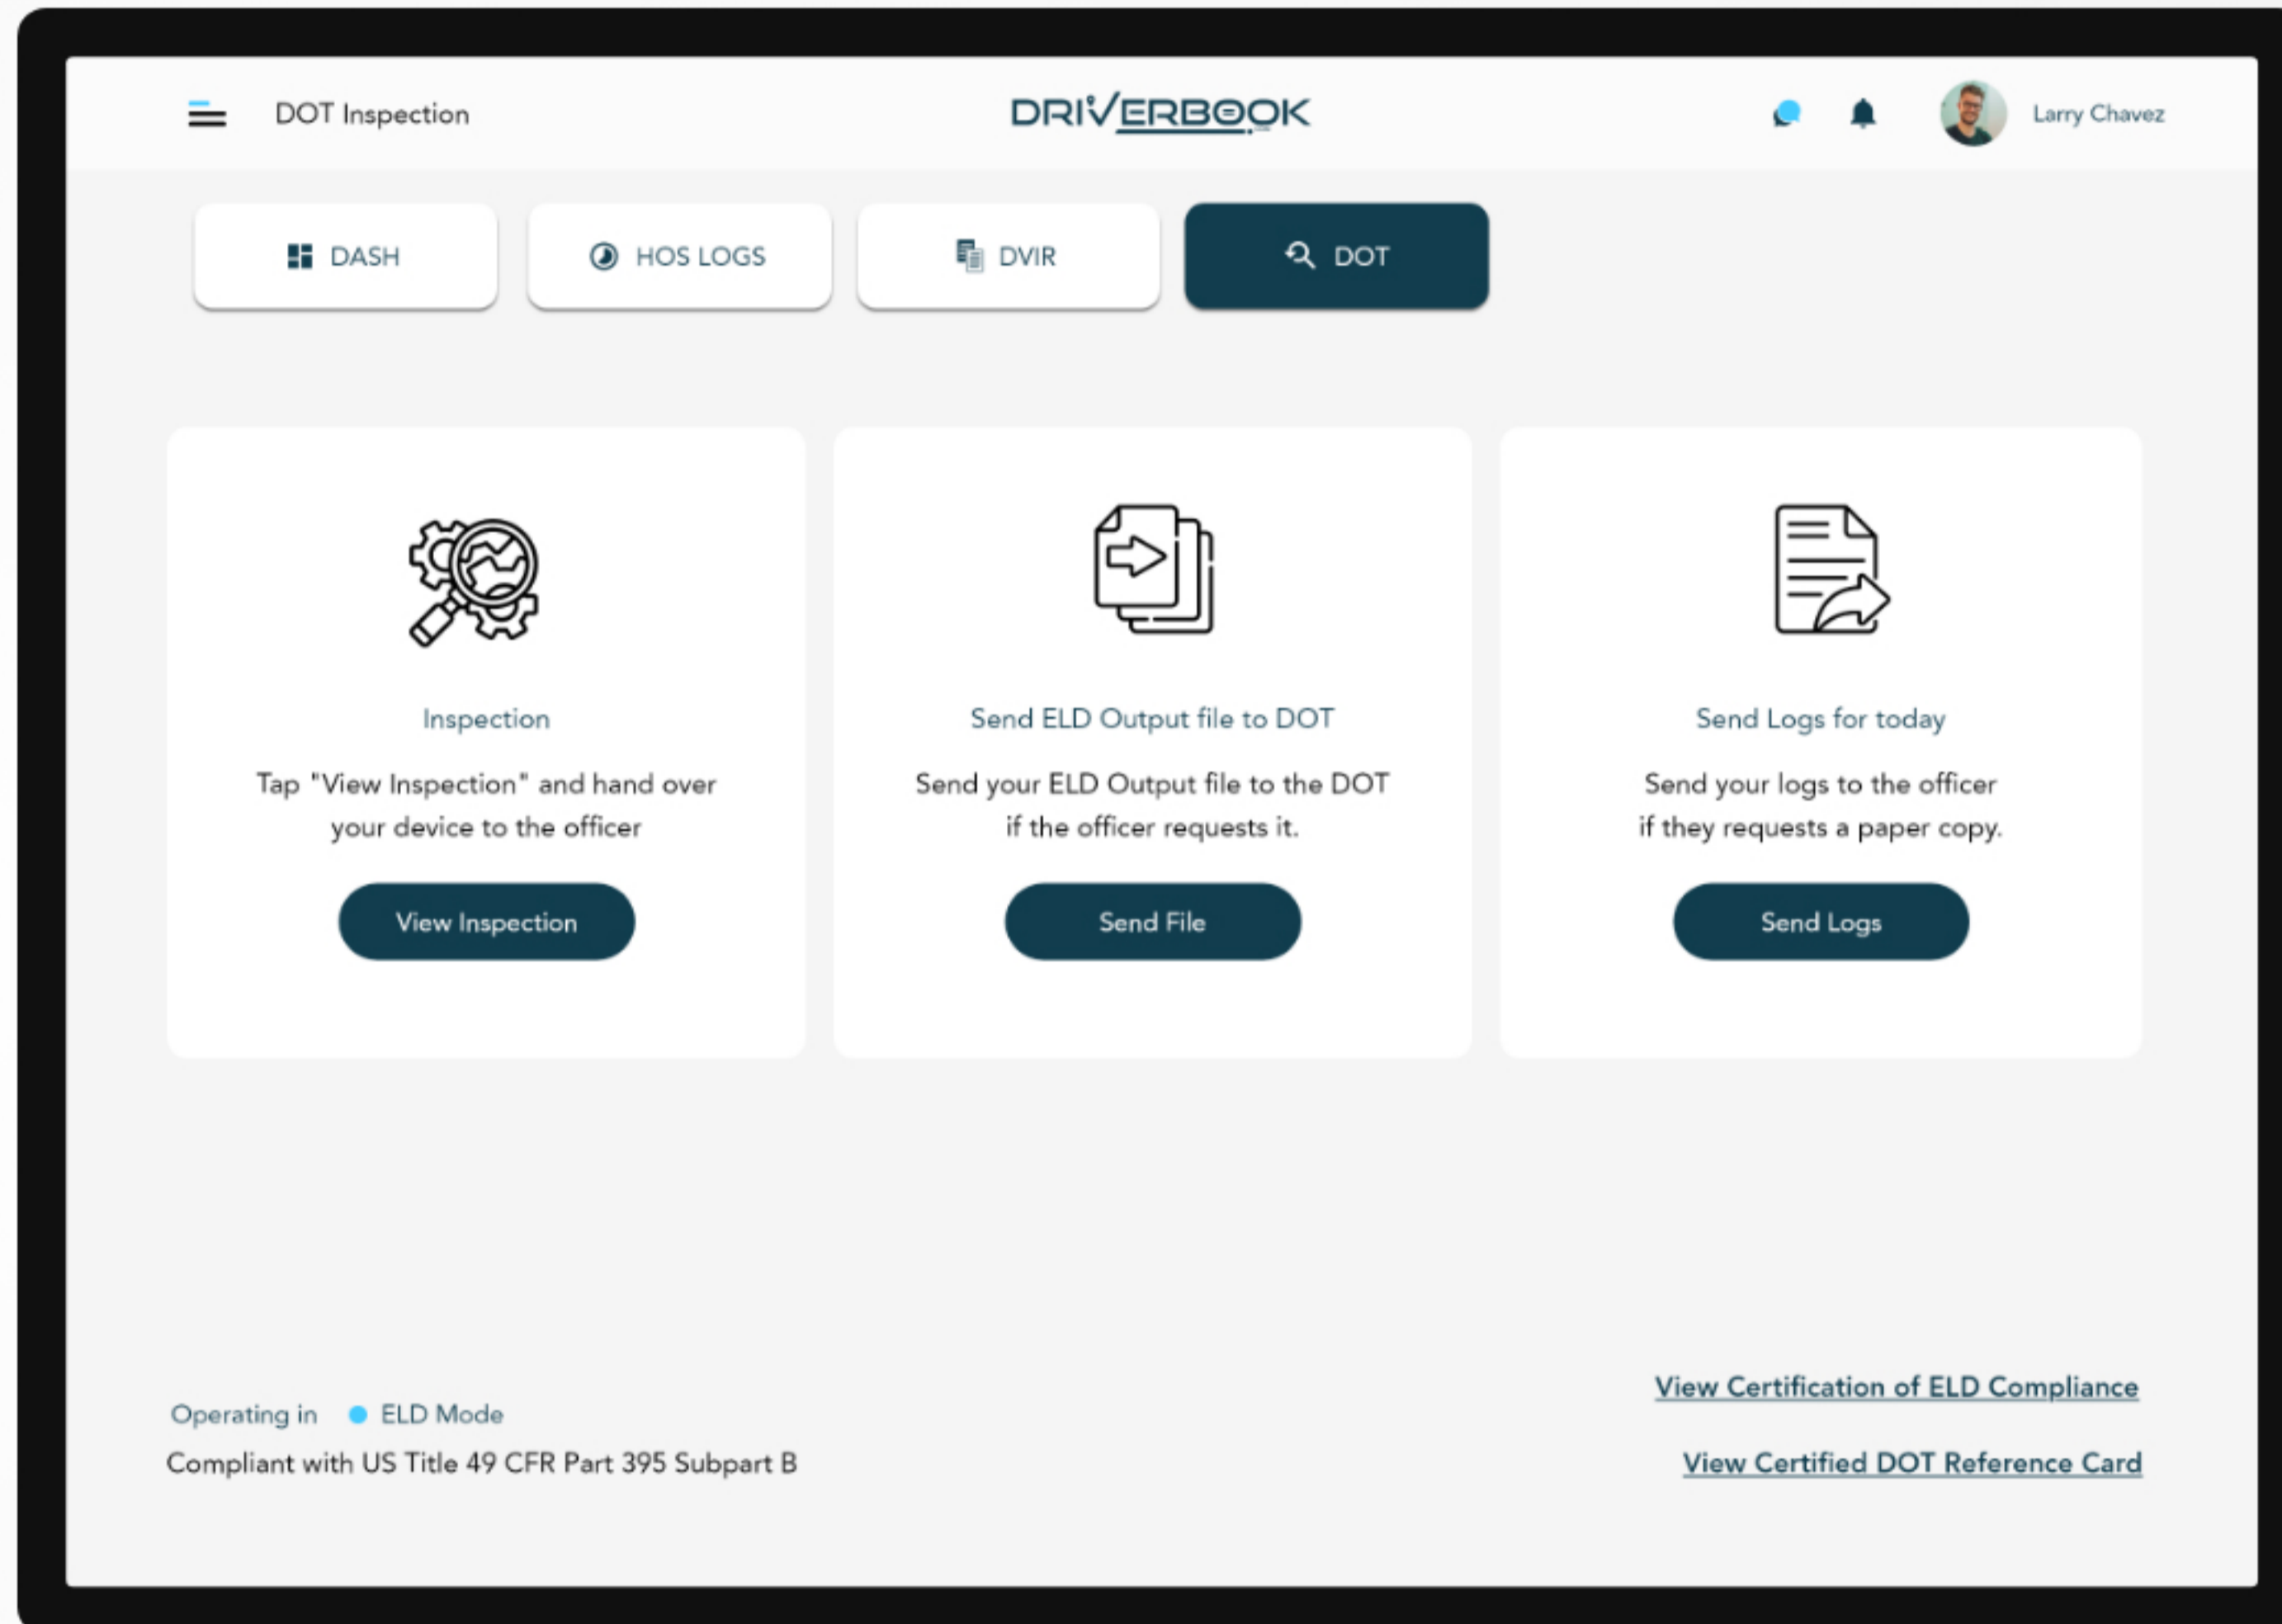 DOT Inspection
DRIVERBOOK
Larry Chavez
DASH
HOS LOGS
DVIR
DOT
Inspection
Tap "View Inspection" and hand over
your device to the officer
View Inspection
Send ELD Output file to DOT
Send your ELD Output file to the DOT
if the officer requests it.
Send File
Send Logs for today
Send your logs to the officer
if they requests a paper copy.
Send Logs
Operating in ELD Mode
Compliant with US Title 49 CFR Part 395 Subpart B
View Certification of ELD Compliance
View Certified DOT Reference Card